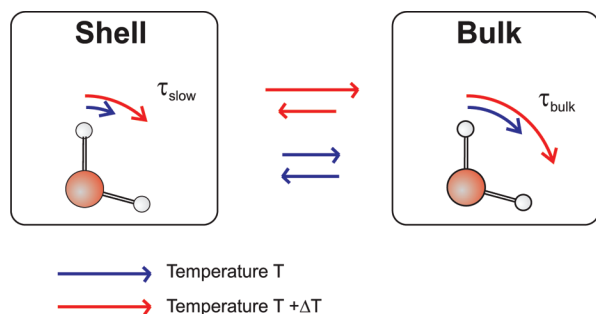 Shell
Bulk
τslow
τbulk
Temperature T
Temperature T +ΔT